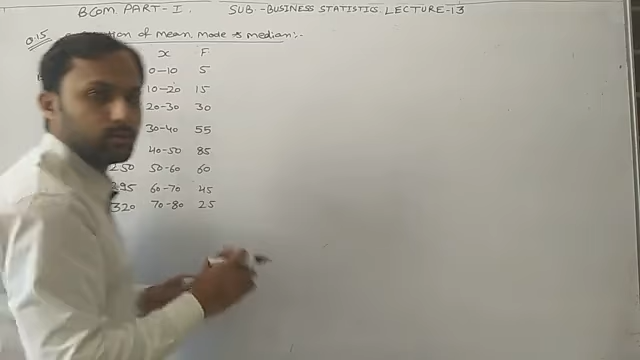 BCOM PART-I. SUB.-BUSINESS STATISTICS LECTURE-13
Q.15 of mean, mode & median:-
X F
0-10 5
10-20 15
20-30 30
30-40 55
40-50 85
250 50-60 60
295 60-70 45
320 70-80 25